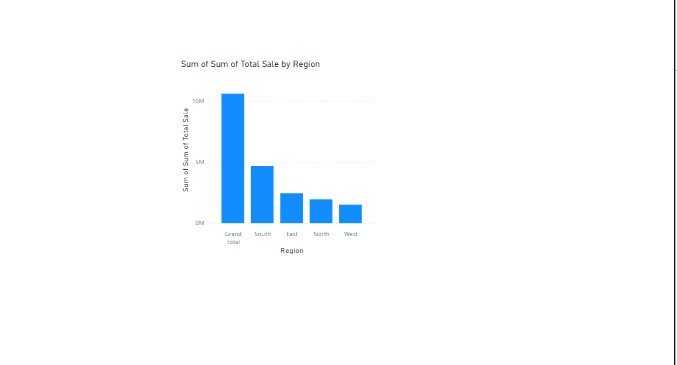 Sum of Sum of Total Sale by Region
Sum of Sum of Total Sale
10M
5M
0M
Grand Total
South
East
North
West
Region